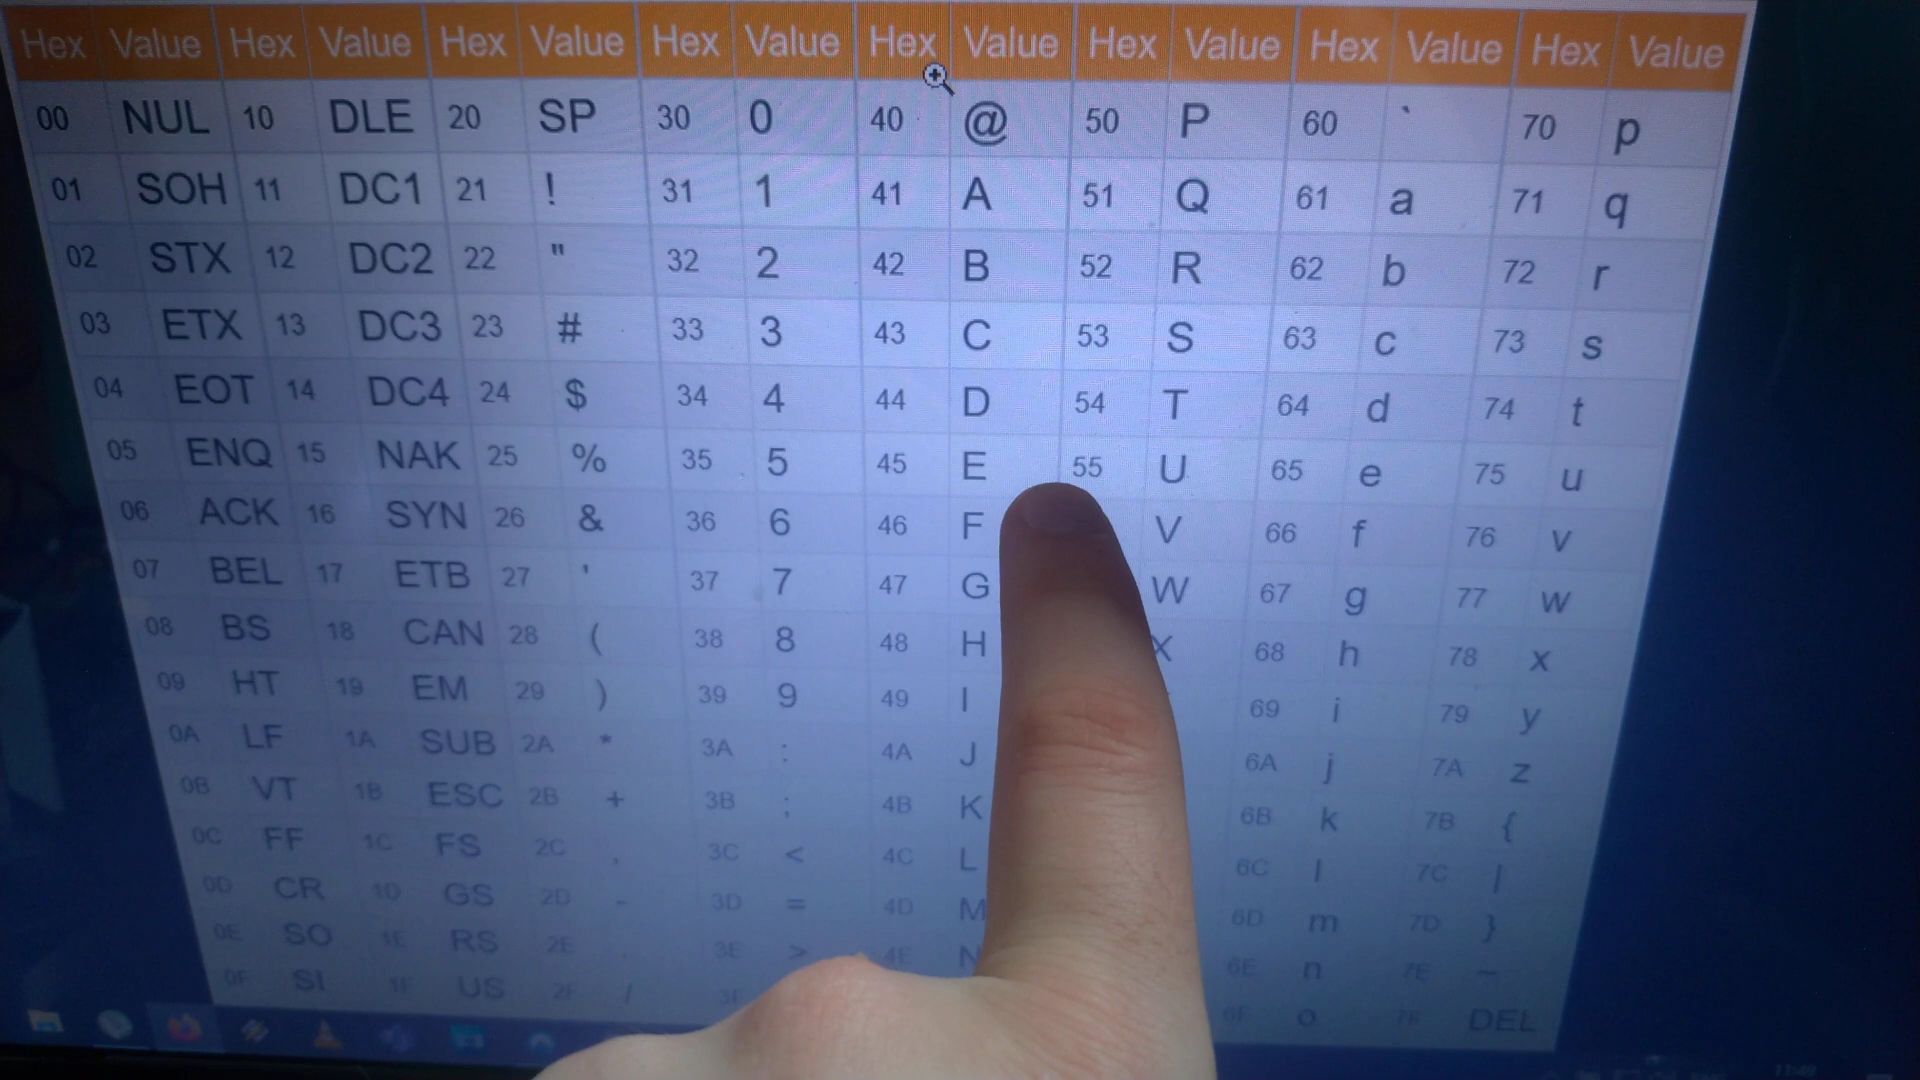 Hex Value Hex Value Hex Value Hex Value Hex Value Hex Value Hex Value Hex Value
00 NUL 10 DLE 20 SP 30 0 40 @ 50 P 60 ` 70 p
01 SOH 11 DC1 21 ! 31 1 41 A 51 Q 61 a 71 q
02 STX 12 DC2 22 " 32 2 42 B 52 R 62 b 72 r
03 ETX 13 DC3 23 # 33 3 43 C 53 S 63 c 73 s
04 EOT 14 DC4 24 $ 34 4 44 D 54 T 64 d 74 t
05 ENQ 15 NAK 25 % 35 5 45 E 55 U 65 e 75 u
06 ACK 16 SYN 26 & 36 6 46 F V 66 f 76 v
07 BEL 17 ETB 27 ' 37 7 47 G W 67 g 77 w
08 BS 18 CAN 28 ( 38 8 48 H X 68 h 78 x
09 HT 19 EM 29 ) 39 9 49 I 69 i 79 y
0A LF 1A SUB 2A * 3A : 4A J 6A j 7A z
0B VT 1B ESC 2B + 3B ; 4B K 6B k 7B {
0C FF 1C FS 2C , 3C < 4C L 6C l 7C |
0D CR 1D GS 2D - 3D = 4D M 6D m 7D }
0E SO 1E RS 2E . 3E > 4E N 6E n 7E ~
0F SI 1F US 2F / 6F o 7F DEL